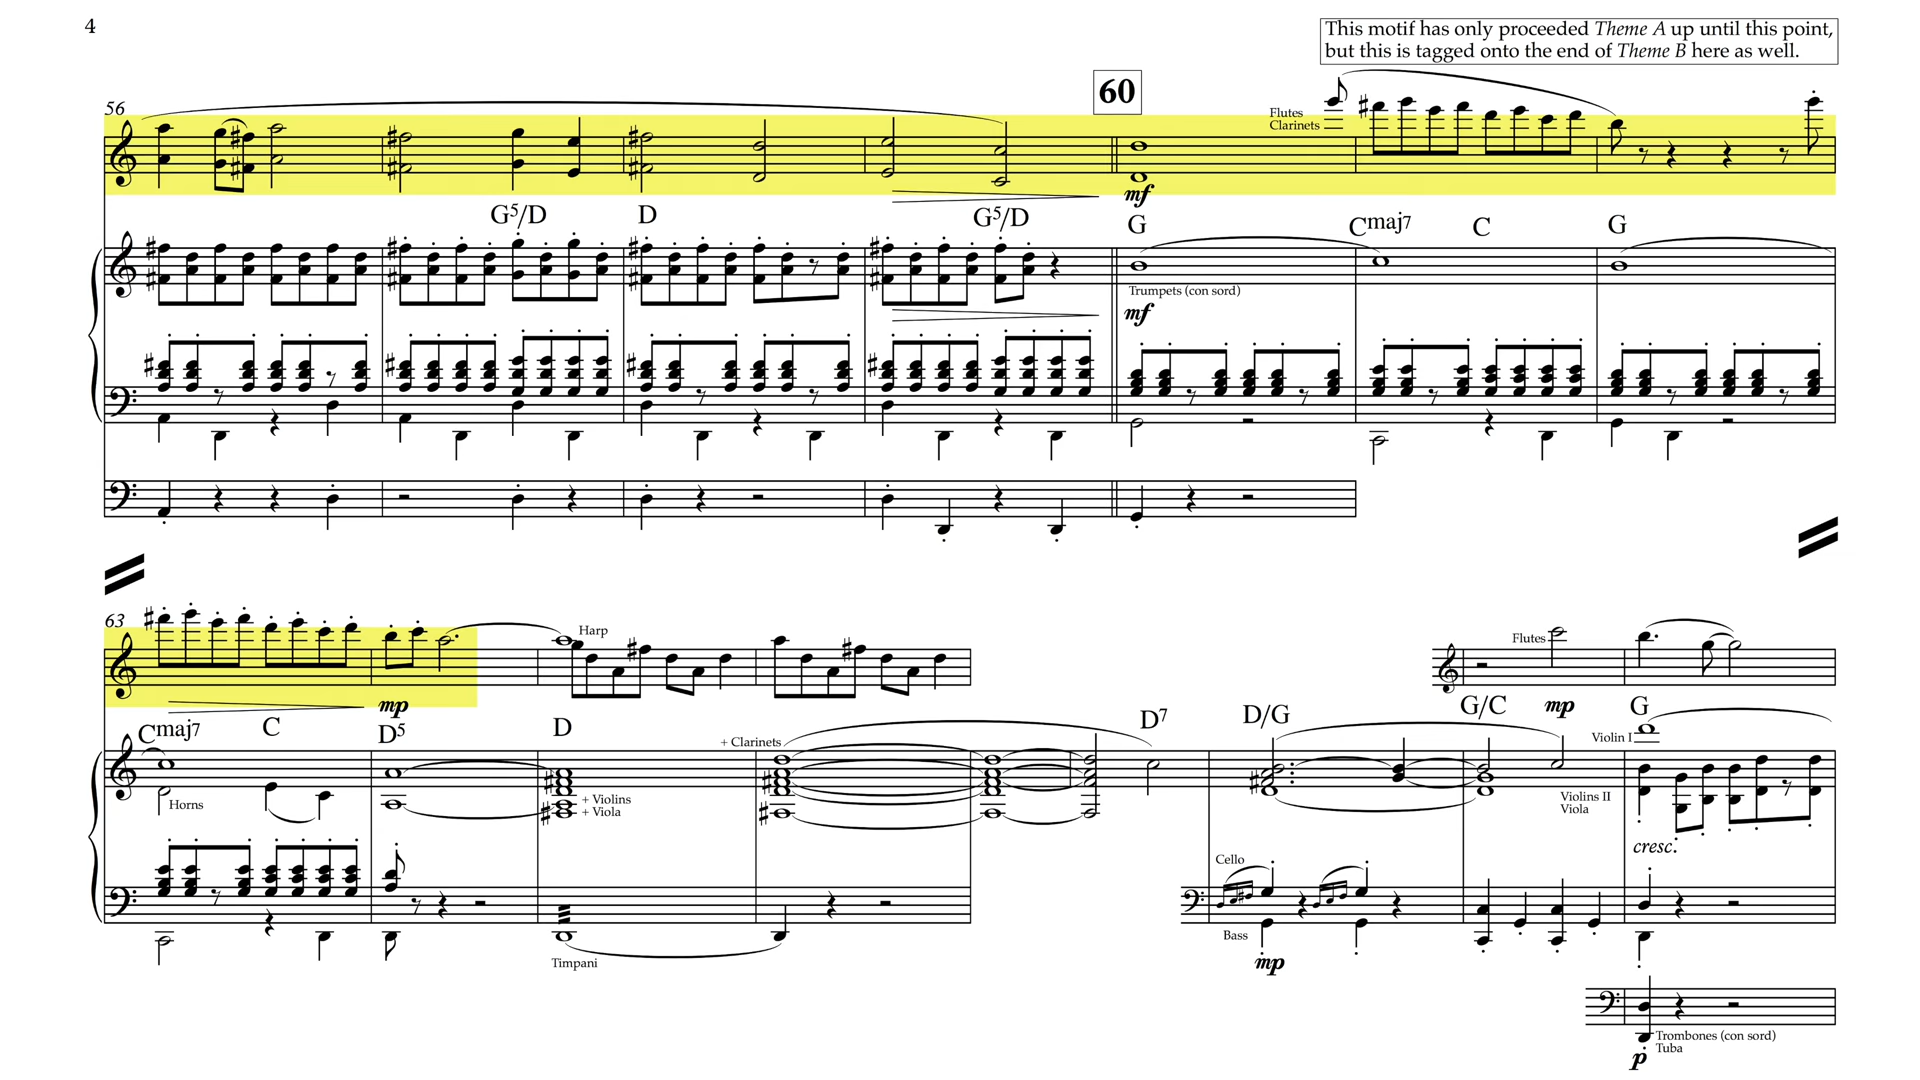 4
This motif has only proceeded Theme A up until this point,
but this is tagged onto the end of Theme B here as well.
60
56
Flutes
Clarinets
mf
G5/D
D
G5/D
G
Cmaj7
C
G
Trumpets (con sord)
mf
63
Harp
Flutes
mp
mp
Cmaj7
C
D5
D
+ Clarinets
D7
D/G
G/C
G
Violin I
Horns
+ Violins
+ Viola
Violins II
Viola
cresc.
Cello
Bass
mp
Timpani
Trombones (con sord)
Tuba
p